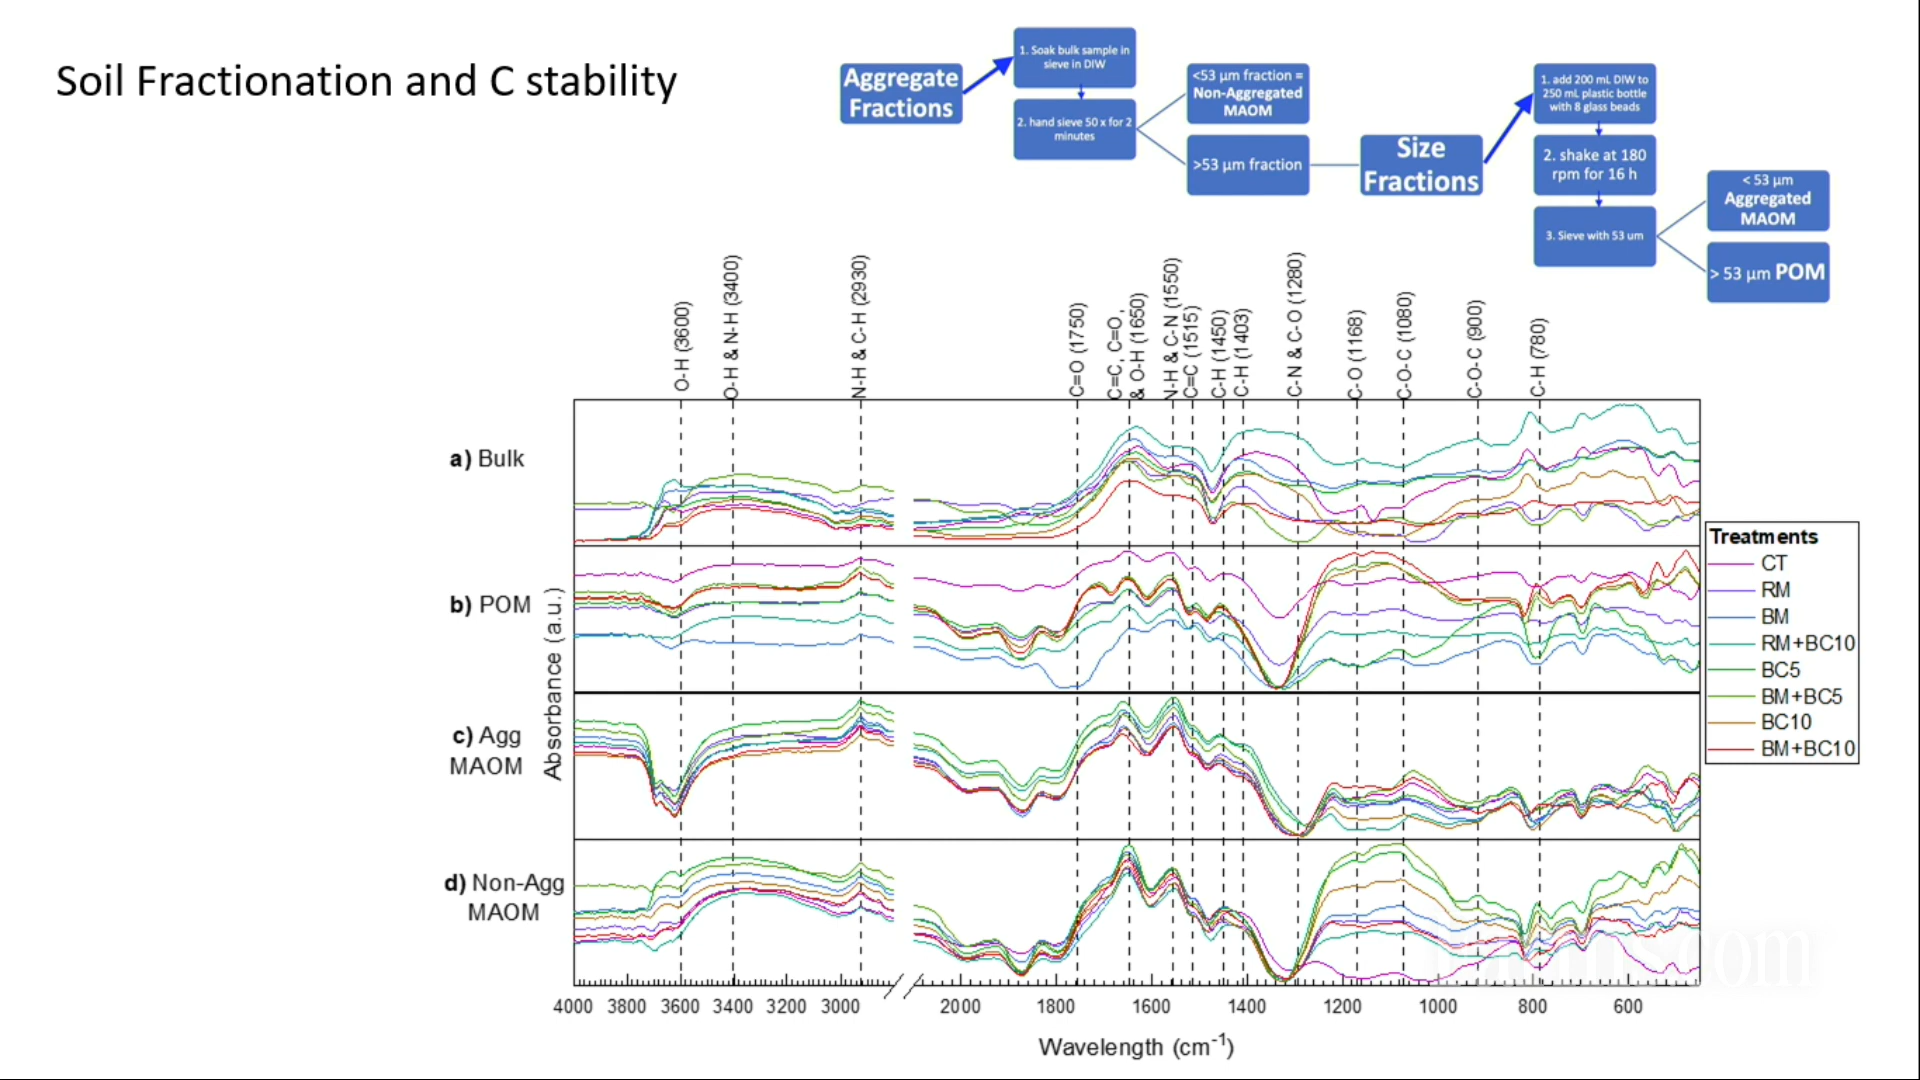 Soil Fractionation and C stability
Aggregate
Fractions
1. Soak bulk sample in
sieve in DIW
2. hand sieve 50 x for 2
minutes
<53 µm fraction =
Non-Aggregated
MAOM
>53 µm fraction
Size
Fractions
1. add 200 mL DIW to
250 mL plastic bottle
with 8 glass beads
2. shake at 180
rpm for 16 h
3. Sieve with 53 um
< 53 µm
Aggregated
MAOM
> 53 µm POM
O-H (3600)
O-H & N-H (3400)
N-H & C-H (2930)
C=O (1750)
C=C, C=O,
& O-H (1650)
N-H & C-N (1550)
C=C (1515)
C-H (1450)
C-H (1403)
C-N & C-O (1280)
C-O (1168)
C-O-C (1080)
C-O-C (900)
C-H (780)
a) Bulk
b) POM
c) Agg
MAOM
d) Non-Agg
MAOM
Absorbance (a.u.)
Treatments
CT
RM
BM
RM+BC10
BC5
BM+BC5
BC10
BM+BC10
4000 3800 3600 3400 3200 3000 2000 1800 1600 1400 1200 1000 800 600
Wavelength (cm⁻¹)